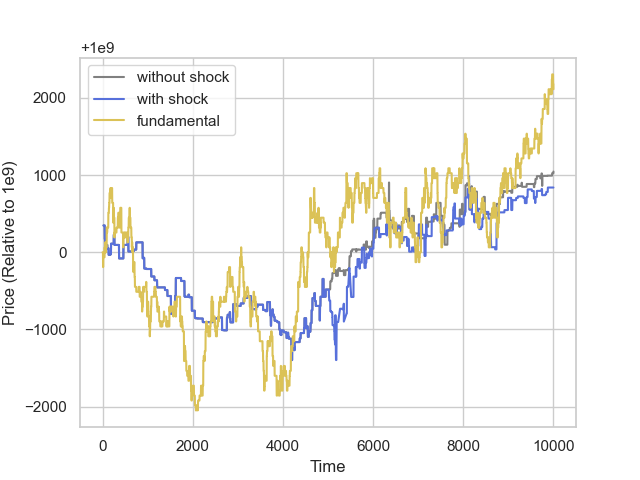 +1e9
without shock
with shock
fundamental
Price (Relative to 1e9)
2000
1000
0
−1000
−2000
0 2000 4000 6000 8000 10000
Time